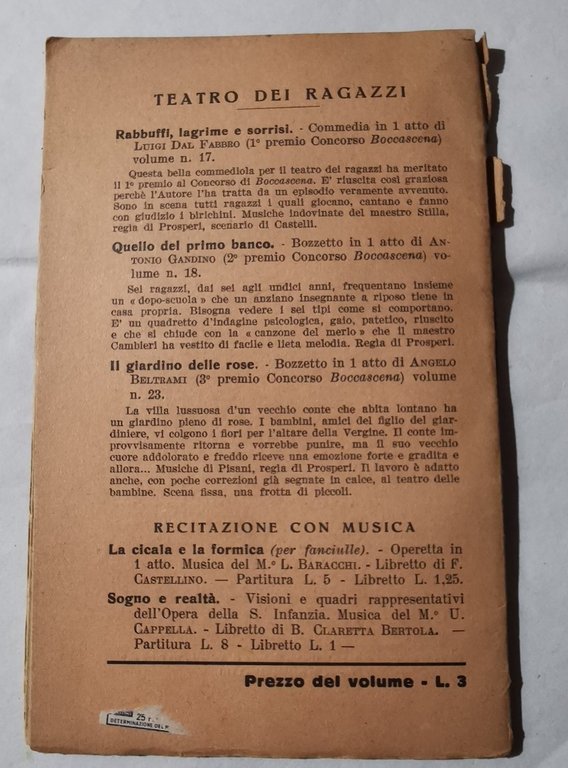 TEATRO DEI RAGAZZI
Rabbuffi, lagrime e sorrisi. - Commedia in 1 atto di
LUIGI DAL FABBRO (1° premio Concorso Boccascena)
volume n. 17.
Questa bella commediola per il teatro dei ragazzi ha meritato
il 1° premio al Concorso di Boccascena. E' riuscita così graziosa
perchè l'Autore l'ha tratta da un episodio veramente avvenuto.
Sono in scena tutti ragazzi i quali giocano, cantano e fanno
con giudizio i birichini. Musiche indovinate del maestro Stilla,
regia di Prosperi, scenario di Castelli.
Quello del primo banco. - Bozzetto in 1 atto di AN-
TONIO GANDINO (2° premio Concorso Boccascena) vo-
lume n. 18.
Sei ragazzi, dai sei agli undici anni, frequentano insieme
un « dopo-scuola » che un anziano insegnante a riposo tiene in
casa propria. Bisogna vedere i sei tipi come si comportano.
E' un quadretto d'indagine psicologica, gaio, patetico, riuscito
e che si chiude con la « canzone del merlo » che il maestro
Cambieri ha vestito di facile e lieta melodia. Regia di Prosperi.
Il giardino delle rose. - Bozzetto in 1 atto di ANGELO
BELTRAMI (3° premio Concorso Boccascena) volume
n. 23.
La villa lussuosa d'un vecchio conte che abita lontano ha
un giardino pieno di rose. I bambini, amici del figlio del giar-
diniere, vi colgono i fiori per l'altare della Vergine. Il conte im-
provvisamente ritorna e vorrebbe punire, ma il suo vecchio
cuore addolorato e freddo riceve una emozione forte e gradita e
allora... Musiche di Pisani, regia di Prosperi. Il lavoro è adatto
anche, con poche correzioni già segnate in calce, al teatro delle
bambine. Scena fissa, una frotta di piccoli.
RECITAZIONE CON MUSICA
La cicala e la formica (per fanciulle). - Operetta in
1 atto. Musica del M.° L. BARACCHI. - Libretto di F.
CASTELLINO. — Partitura L. 5 - Libretto L. 1,25.
Sogno e realtà. - Visioni e quadri rappresentativi
dell'Opera della S. Infanzia. Musica del M.° U.
CAPPELLA. - Libretto di B. CLARETTA BERTOLA. —
Partitura L. 8 - Libretto L. 1 —
Prezzo del volume - L. 3
25
DETERMINAZIONE DEL P